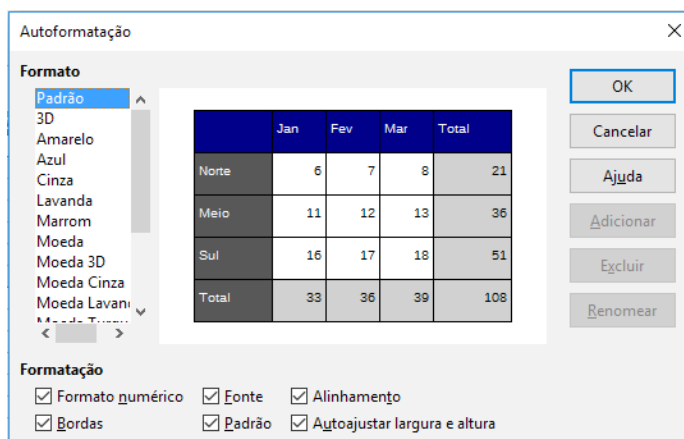 Autoformatação
Formato
Padrão
3D
Amarelo
Azul
Cinza
Lavanda
Marrom
Moeda
Moeda 3D
Moeda Cinza
Moeda Lavan
Jan Fev Mar Total
Norte 6 7 8 21
Meio 11 12 13 36
Sul 16 17 18 51
Total 33 36 39 108
OK
Cancelar
Ajuda
Adicionar
Excluir
Renomear
Formatação
Formato numérico Fonte Alinhamento
Bordas Padrão Autoajustar largura e altura